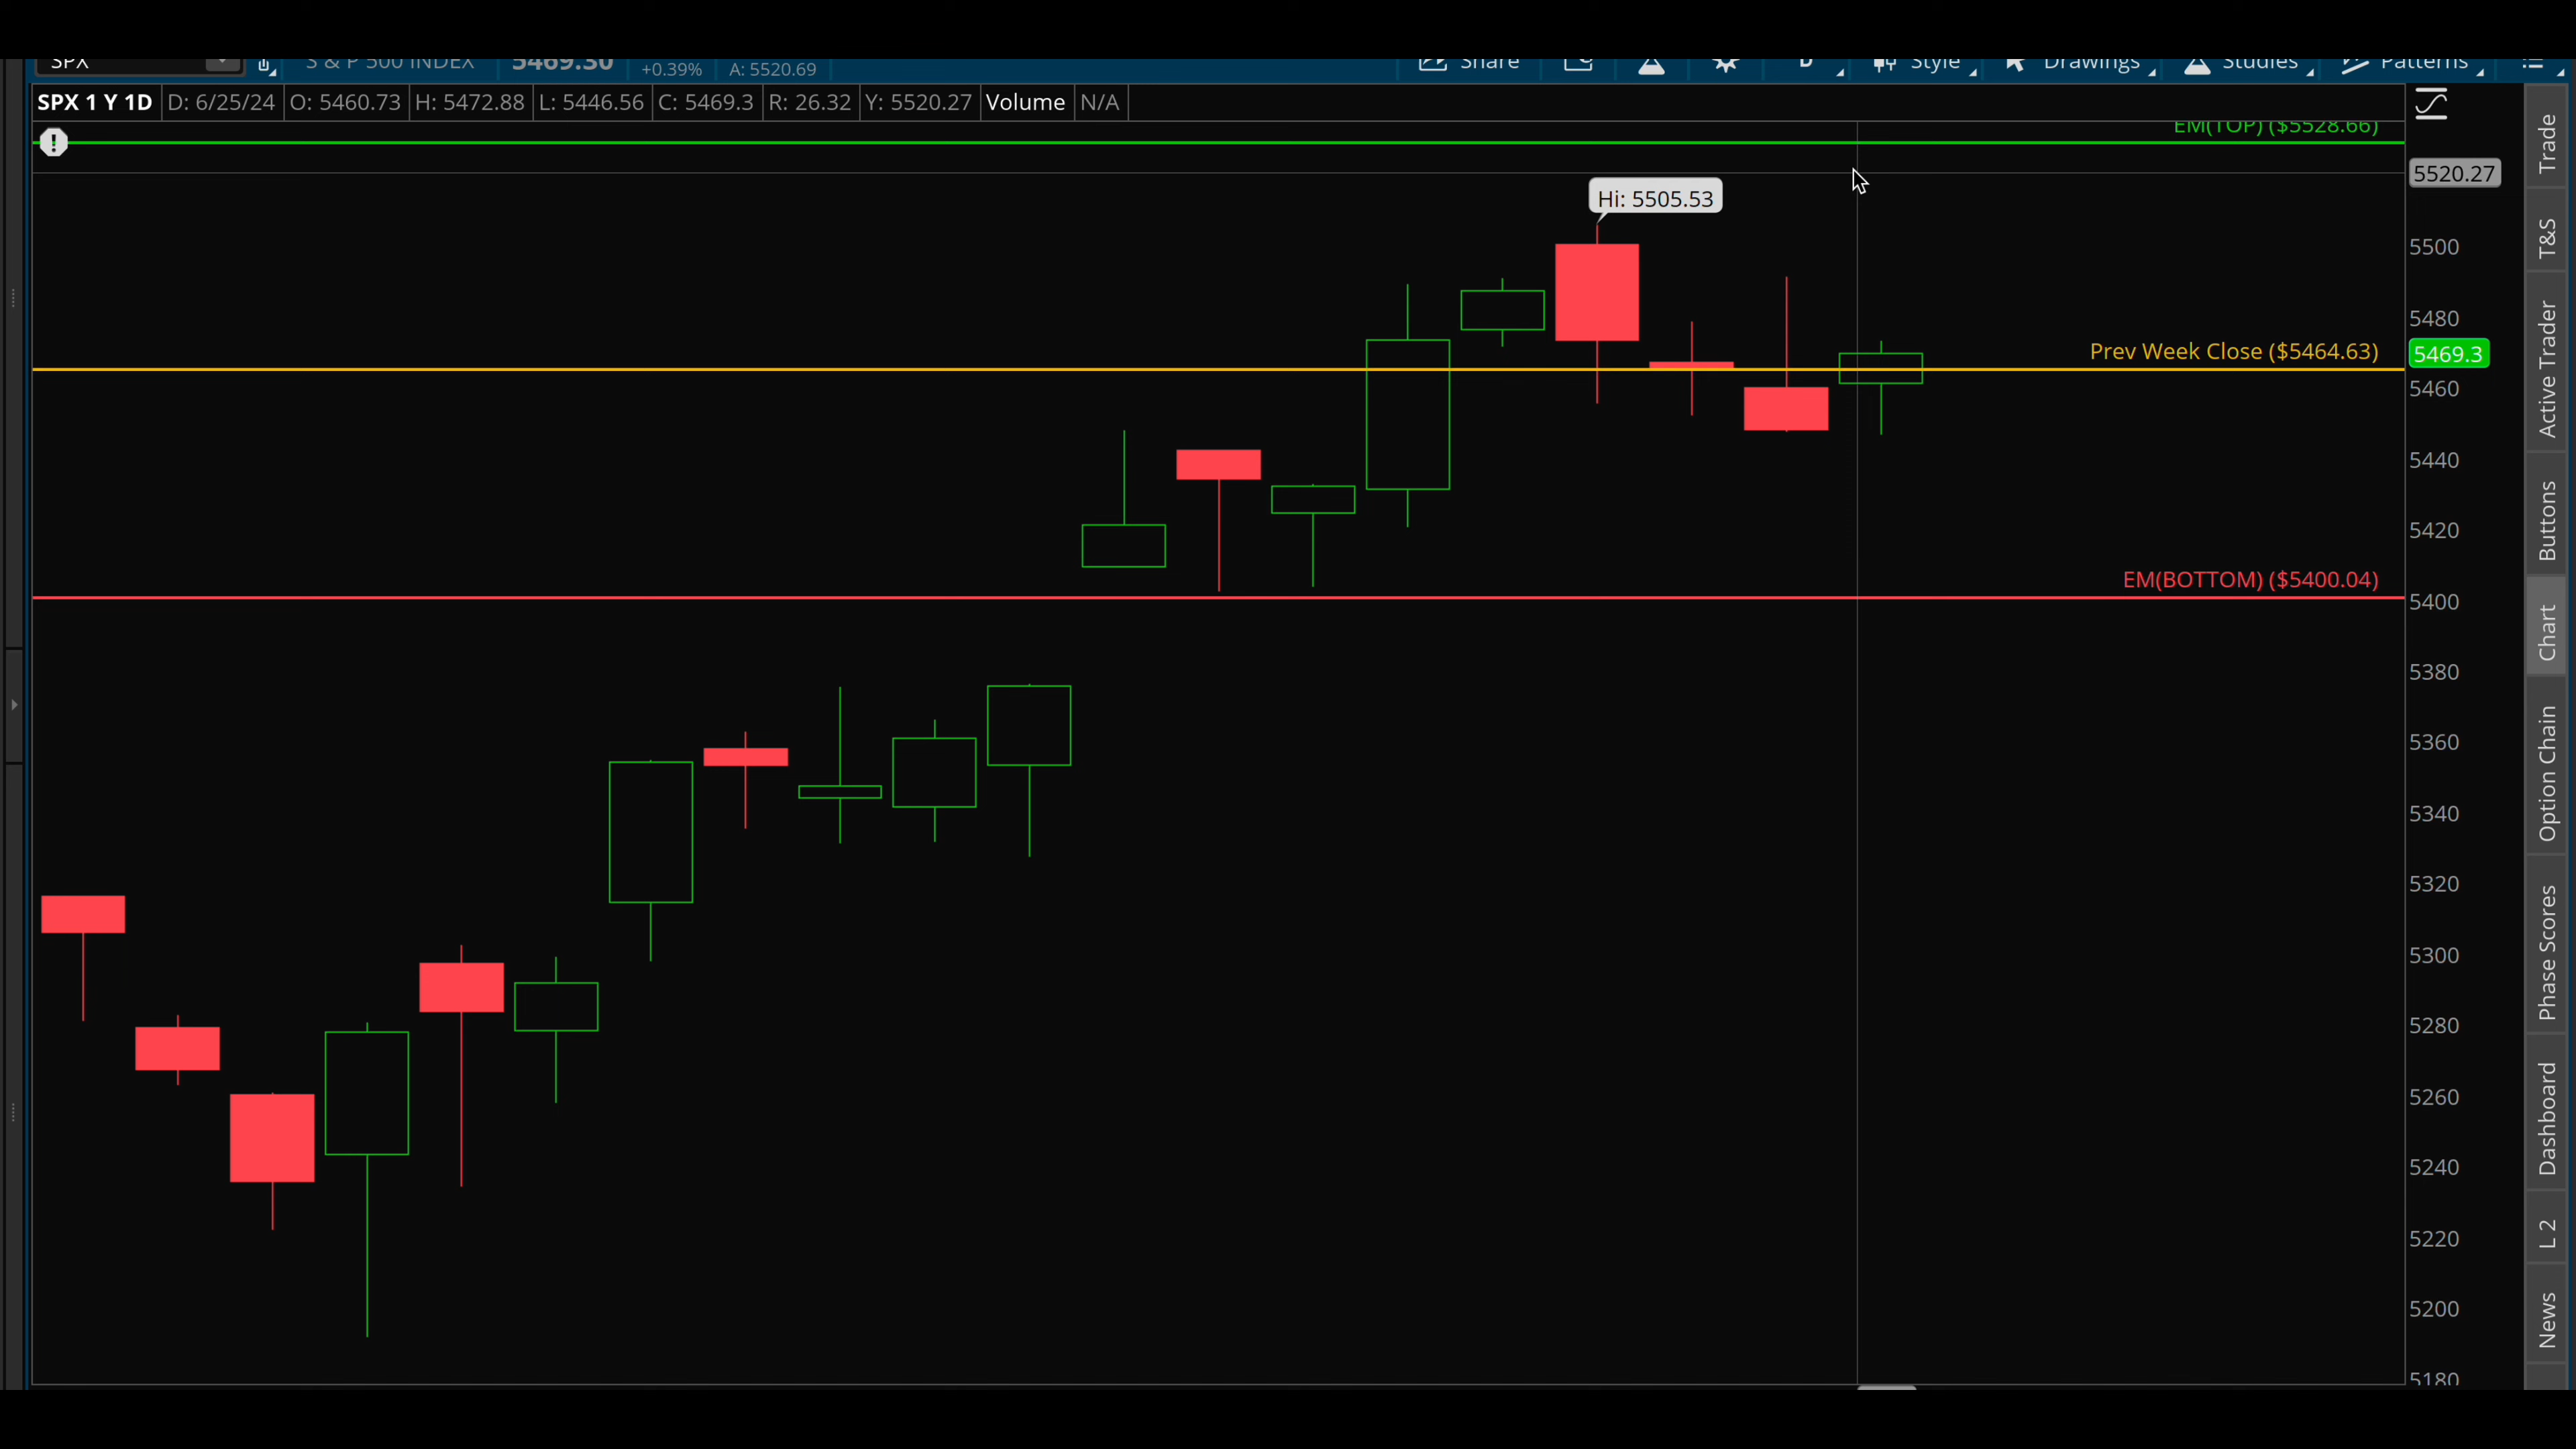 SPX S & P 500 INDEX 5469.30 +0.39% A: 5520.69 Share D Style Drawings Studies Patterns
SPX 1 Y 1D D: 6/25/24 O: 5460.73 H: 5472.88 L: 5446.56 C: 5469.3 R: 26.32 Y: 5520.27 Volume N/A
EM(TOP) ($5528.66)
5520.27
Hi: 5505.53
5500
5480
Prev Week Close ($5464.63)
5469.3
5460
5440
5420
EM(BOTTOM) ($5400.04)
5400
5380
5360
5340
5320
5300
5280
5260
5240
5220
5200
5180
Trade
T&S
Active Trader
Buttons
Chart
Option Chain
Phase Scores
Dashboard
L 2
News